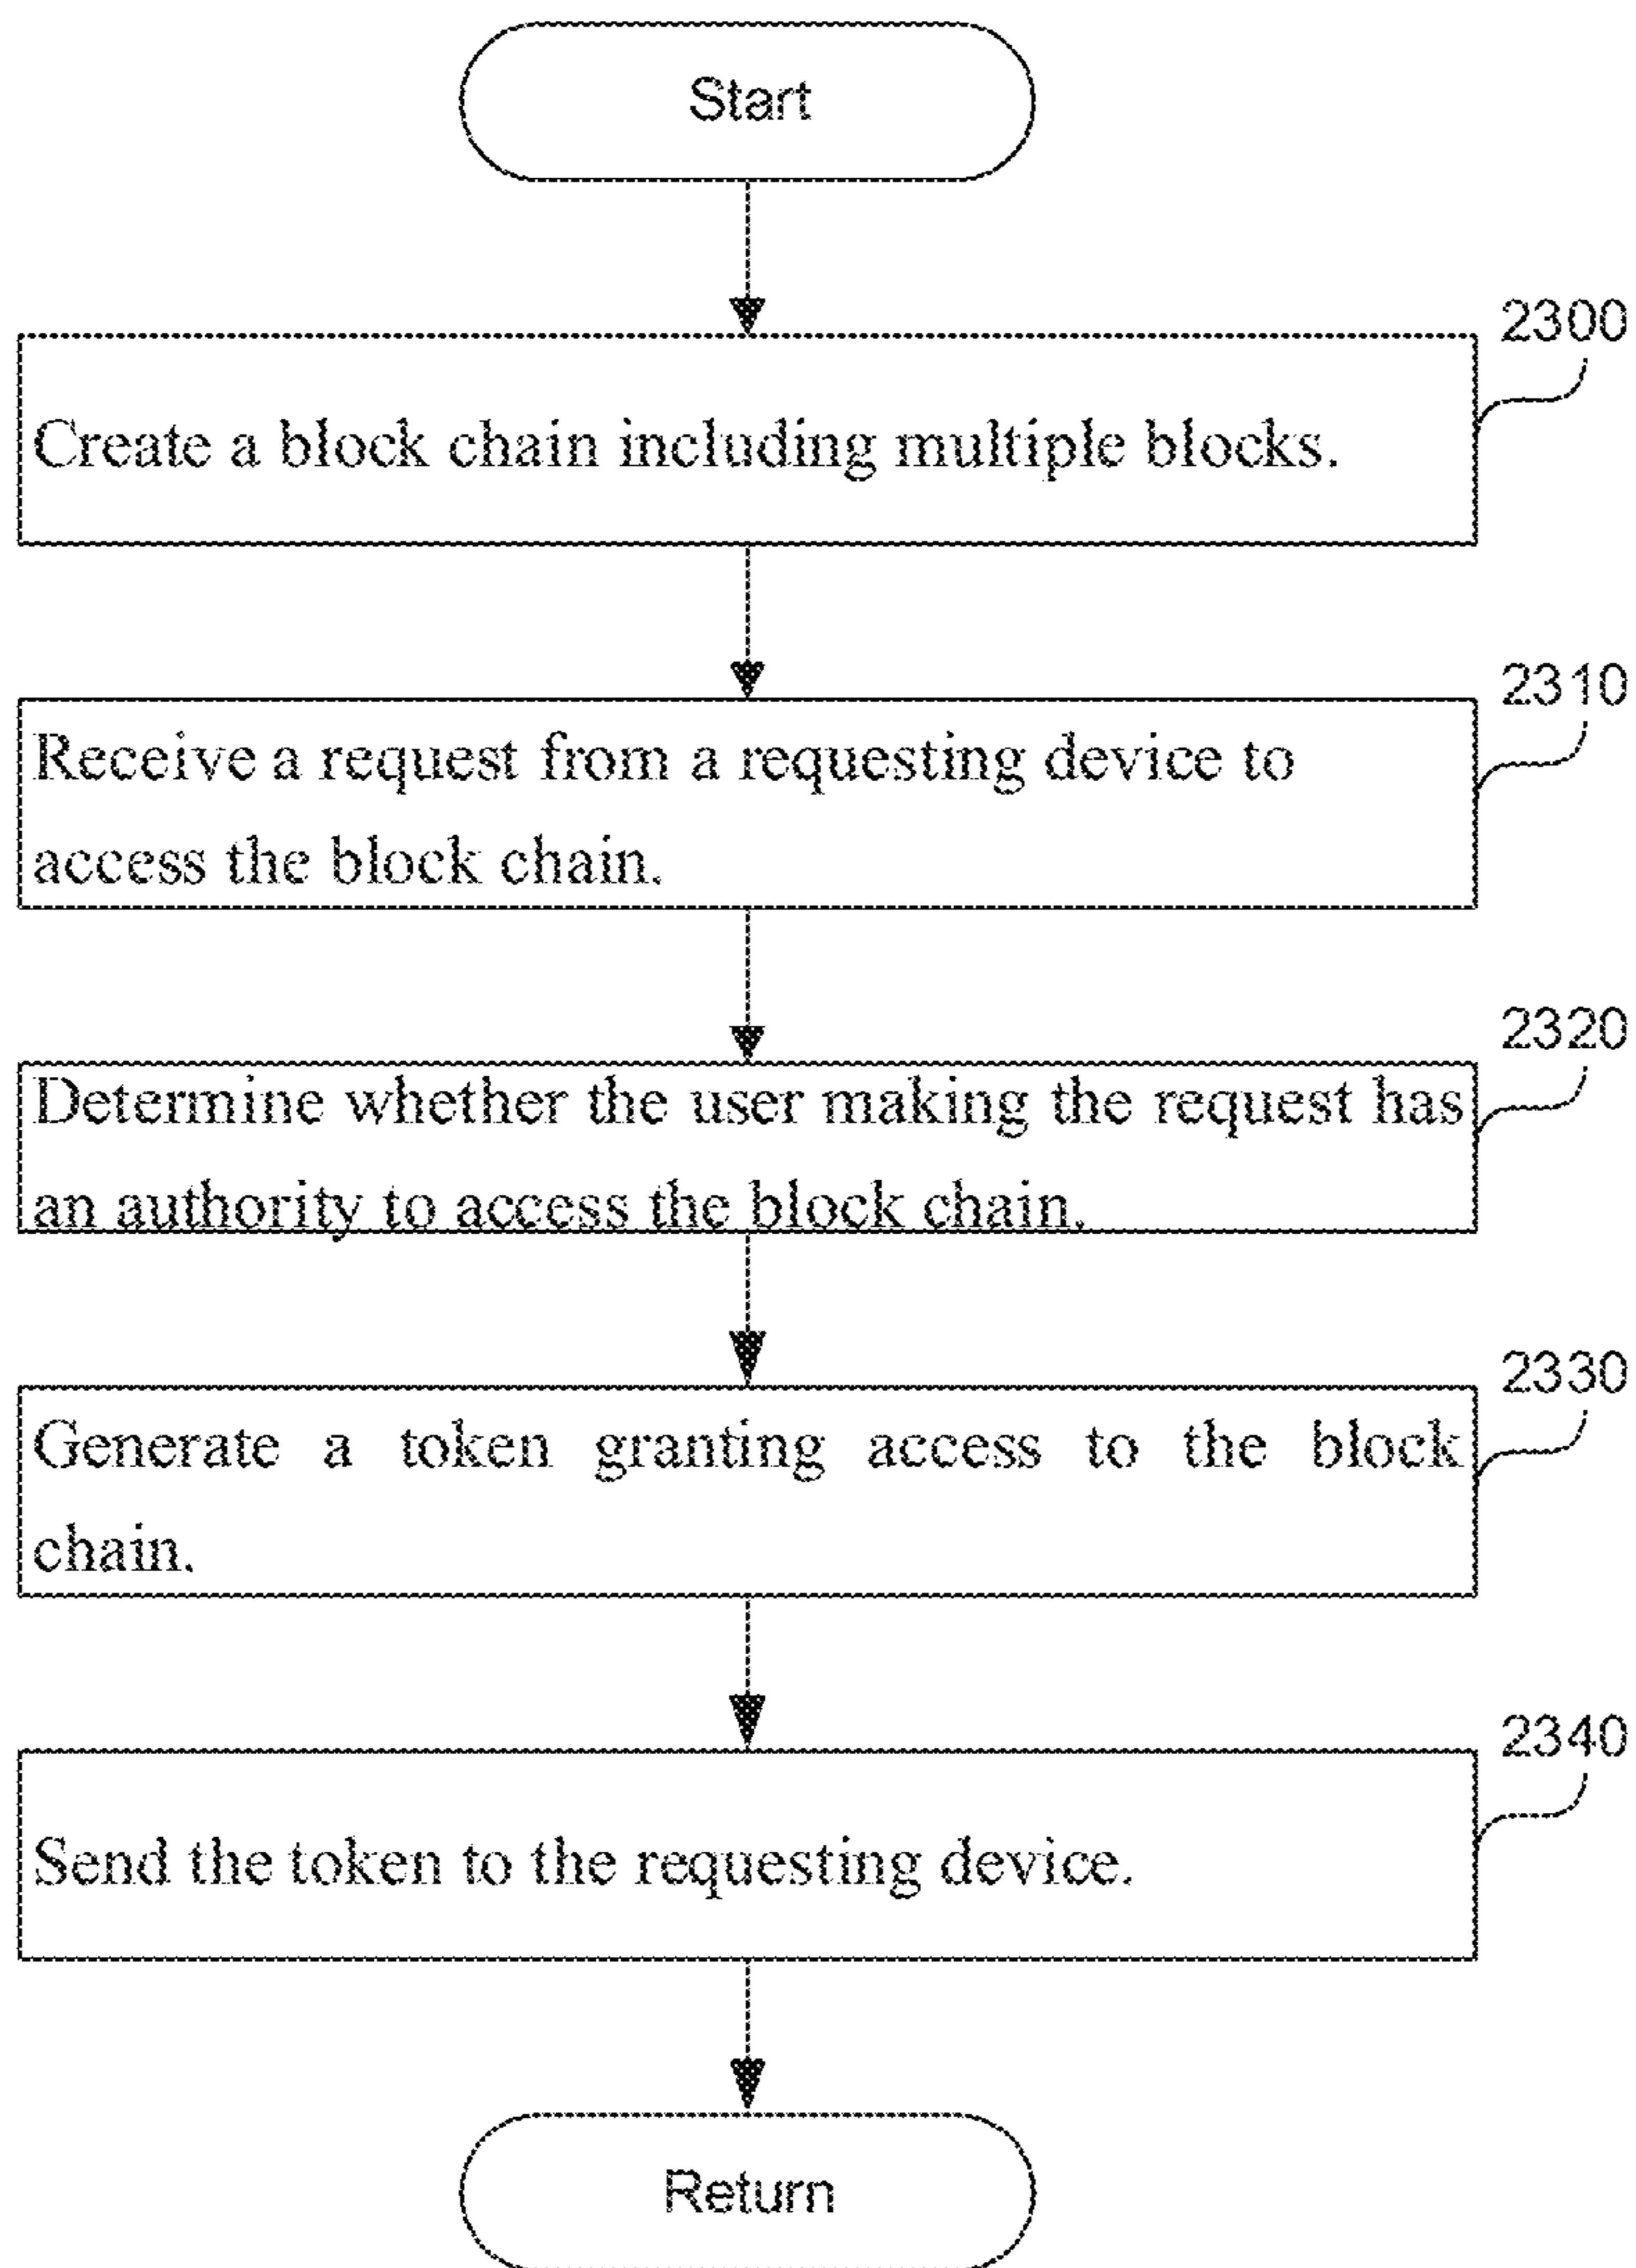 Start
2300
Create a block chain including multiple blocks.
2310
Receive a request from a requesting device to
access the block chain.
2320
Determine whether the user making the request has
an authority to access the block chain.
2330
Generate a token granting access to the block
chain.
2340
Send the token to the requesting device.
Return